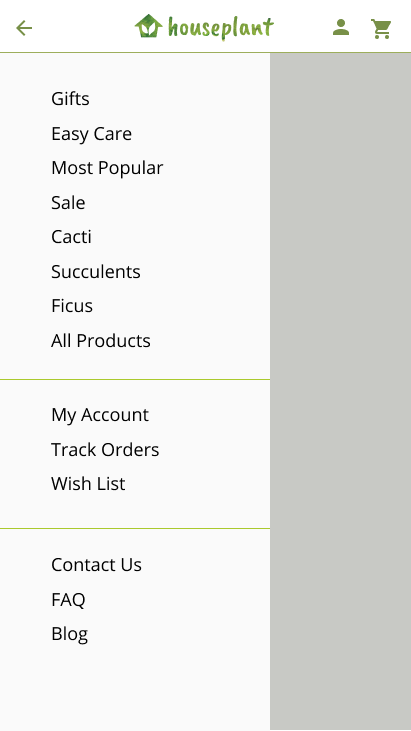 houseplant
Gifts
Easy Care
Most Popular
Sale
Cacti
Succulents
Ficus
All Products
My Account
Track Orders
Wish List
Contact Us
FAQ
Blog